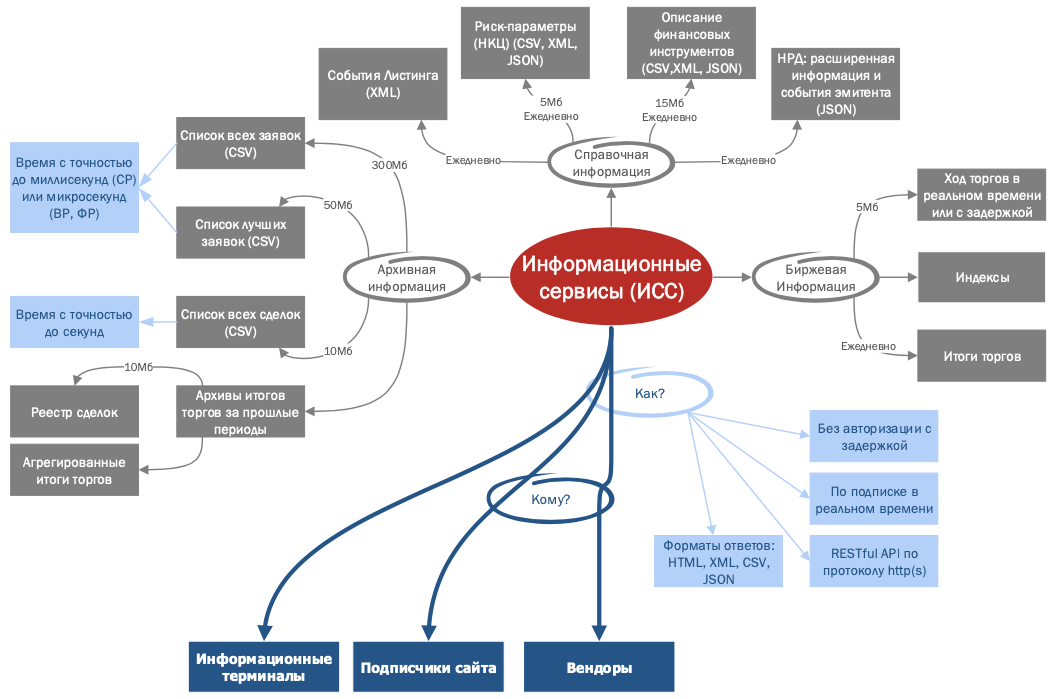 Риск-параметры
(НКЦ) (CSV, XML,
JSON)
Описание
финансовых
инструментов
(CSV,XML, JSON)
События Листинга
(XML)
НРД: расширенная
информация и
события эмитента
(JSON)
5Мб
Ежедневно
15Мб
Ежедневно
Ежедневно
Ежедневно
Справочная
информация
Время с точностью
до миллисекунд (СР)
или микросекунд
(ВР, ФР)
Список всех заявок
(CSV)
300Мб
Список лучших
заявок (CSV)
50Мб
Архивная
информация
Информационные
сервисы (ИСС)
Биржевая
Информация
5Мб
Ход торгов в
реальном времени
или с задержкой
Индексы
Ежедневно
Итоги торгов
Время с точностью
до секунд
Список всех сделок
(CSV)
10Мб
10Мб
Реестр сделок
Архивы итогов
торгов за прошлые
периоды
Агрегированные
итоги торгов
Как?
Без авторизации с
задержкой
По подписке в
реальном времени
RESTful API по
протоколу http(s)
Форматы ответов:
HTML, XML, CSV,
JSON
Кому?
Информационные
терминалы
Подписчики сайта
Вендоры